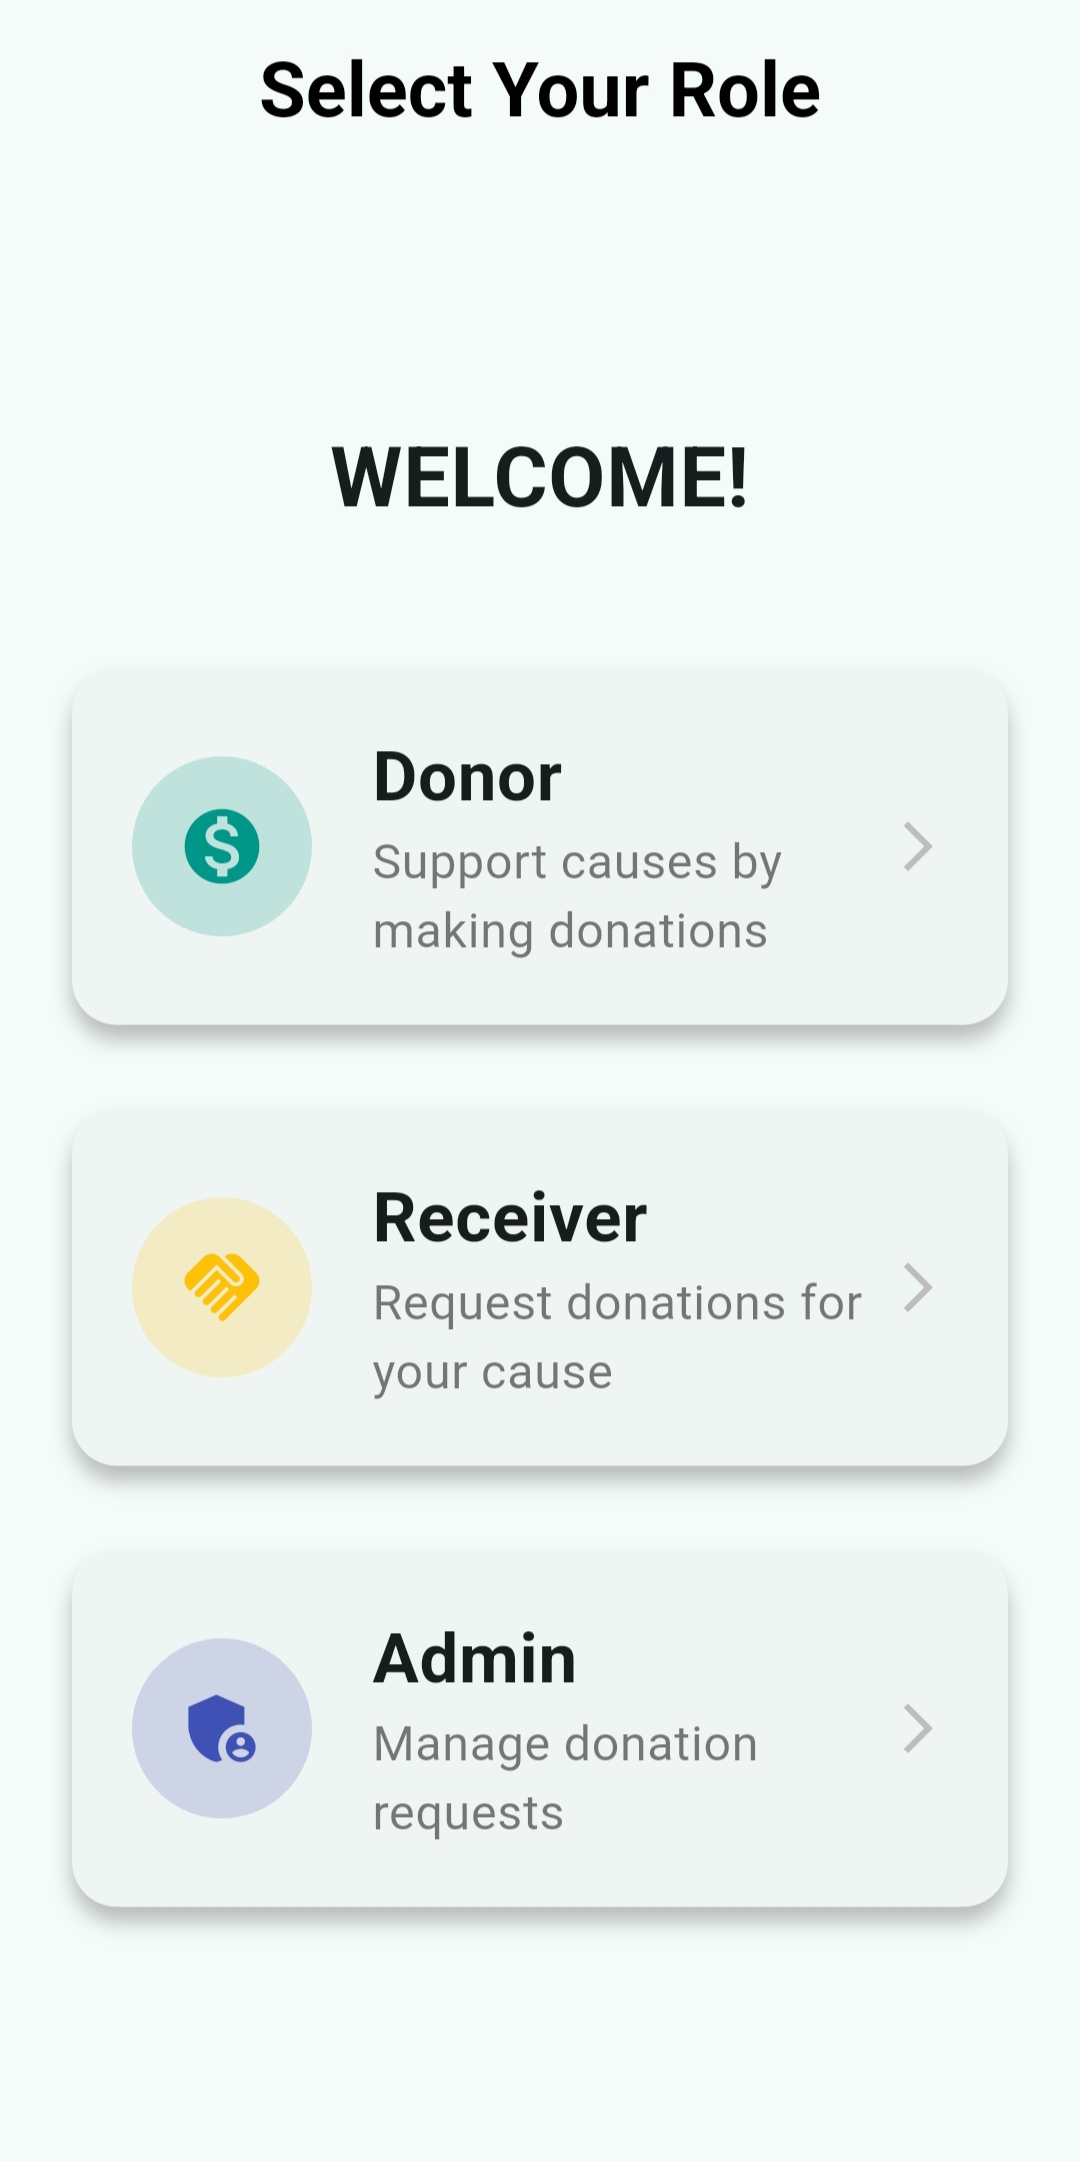 Select Your Role
WELCOME!
Donor
Support causes by
making donations
Receiver
Request donations for
your cause
Admin
Manage donation
requests